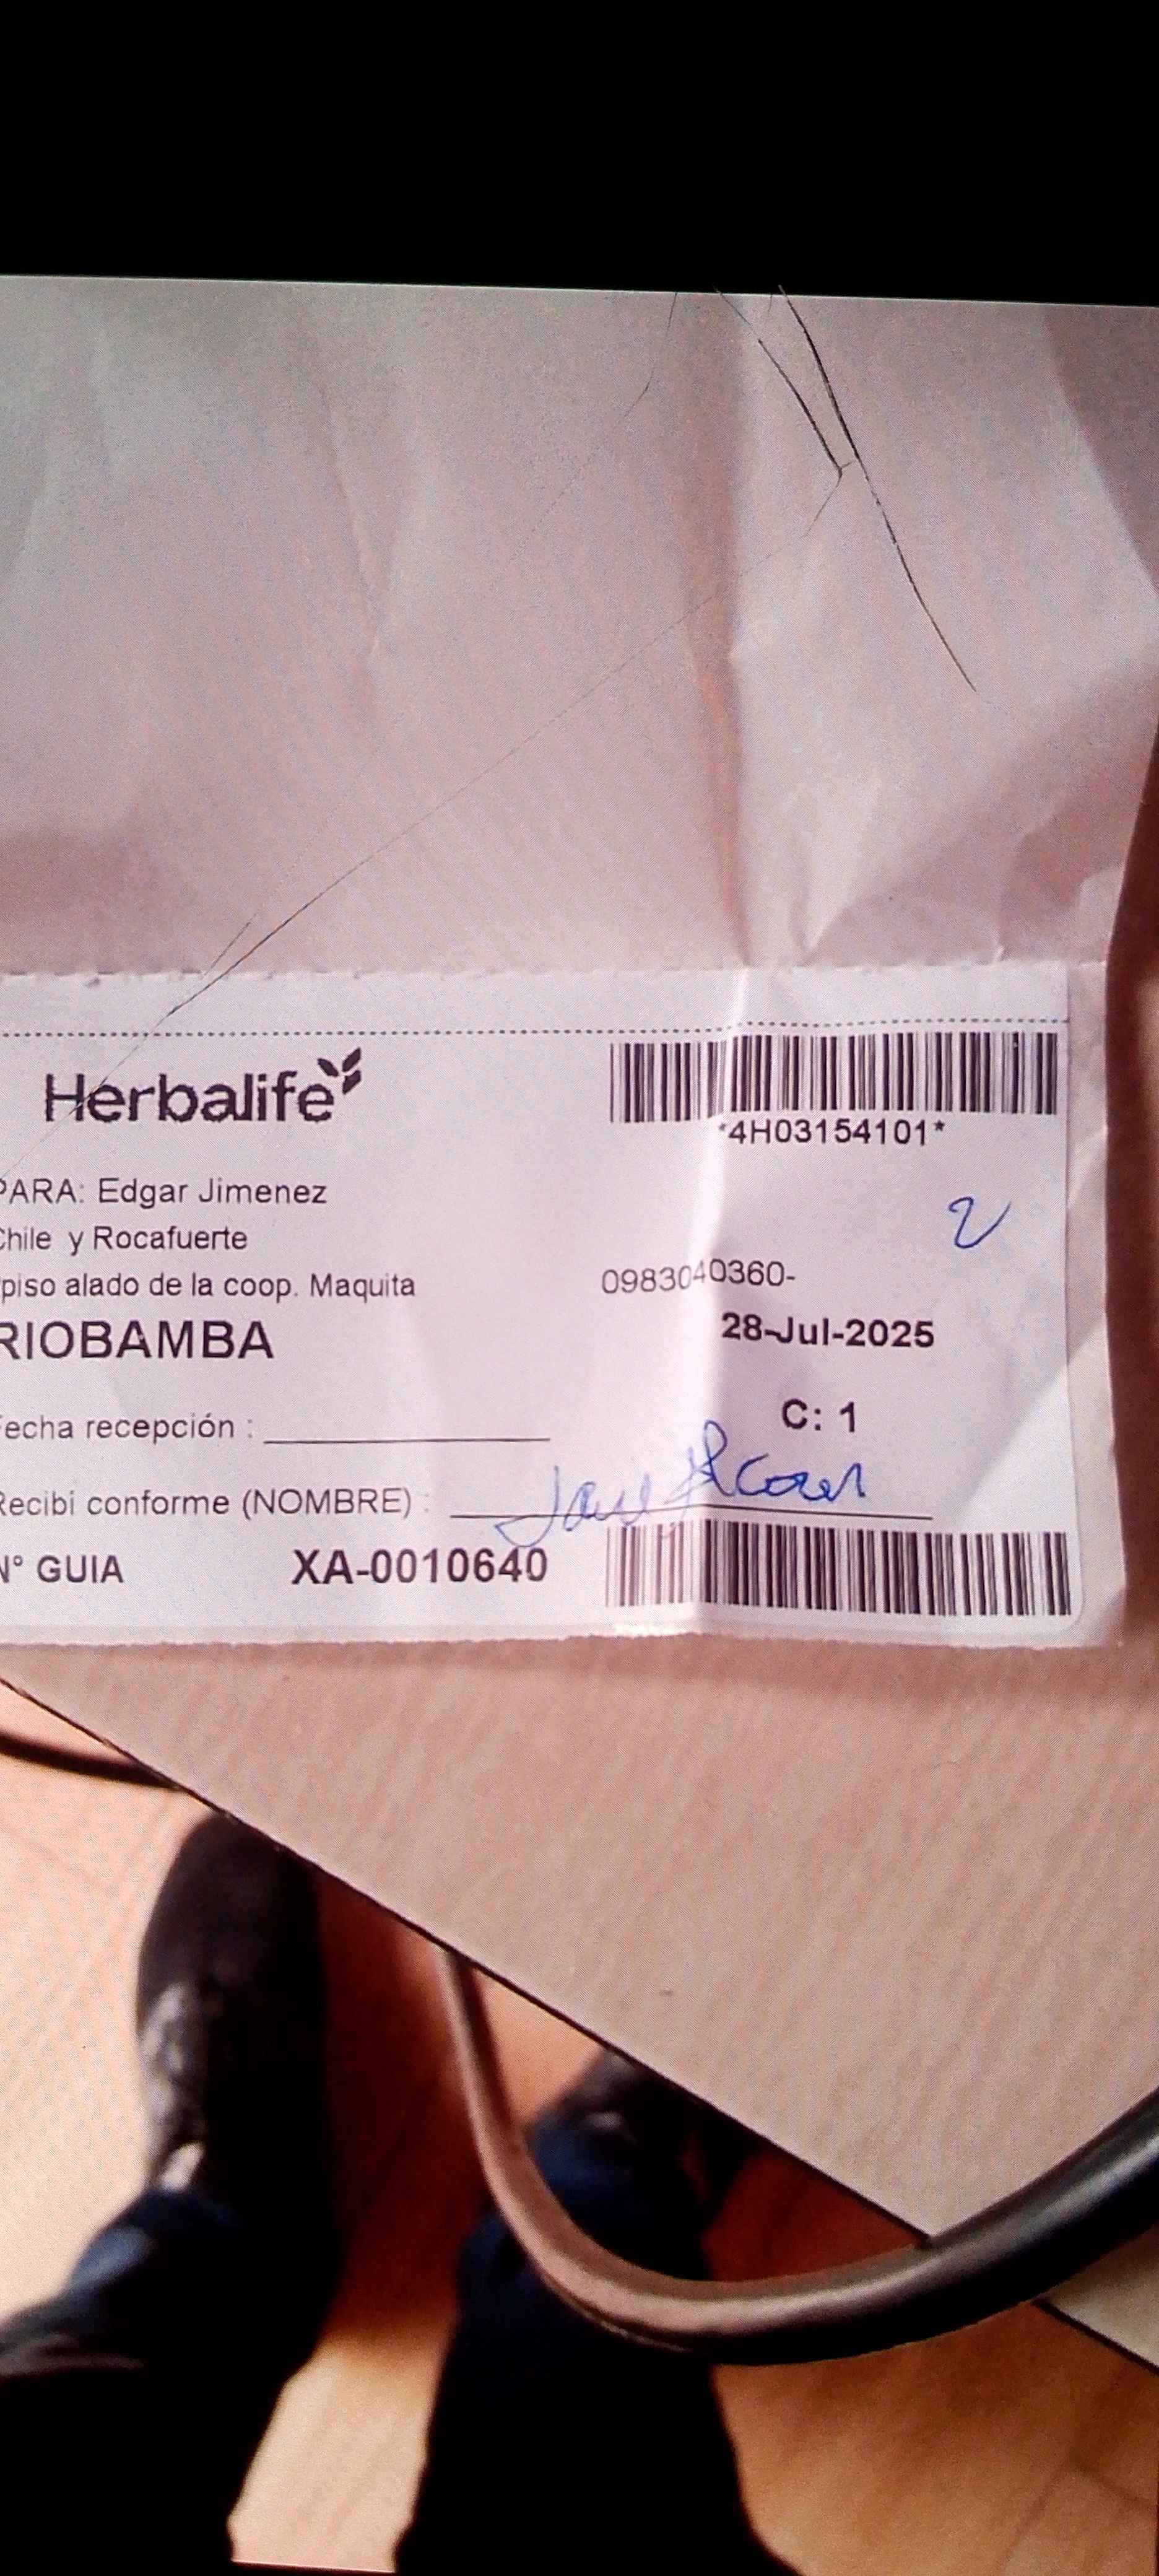 Herbalife
*4H03154101*
PARA: Edgar Jimenez
Chile y Rocafuerte
piso alado de la coop. Maquita 0983040360-
RIOBAMBA 28-Jul-2025
2
C: 1
Fecha recepción :
Recibí conforme (NOMBRE) :
N° GUIA XA-0010640